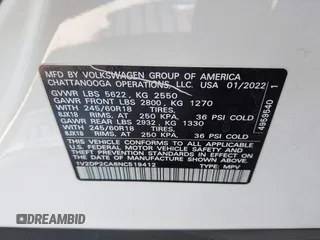 MFD BY VOLKSWAGEN GROUP OF AMERICA
CHATTANOOGA OPERATIONS, LLC. USA 01/2022
GVWR LBS 5622, KG 2550
GAWR FRONT LBS 2800, KG 1270
WITH 245/60R18 TIRES,
8JX18 RIMS, AT 250 KPA, 36 PSI COLD
GAWR REAR LBS 2932, KG 1330
WITH 245/60R18 TIRES,
8JX18 RIMS, AT 250 KPA, 36 PSI COLD
THIS VEHICLE CONFORMS TO ALL APPLICABLE
FEDERAL MOTOR VEHICLE SAFETY STANDARDS
IN EFFECT ON THE DATE OF MANUFACTURE
SHOWN ABOVE.
1V2DP2CA8NC519412
TYPE: MPV
4959540 1
DREAMBID